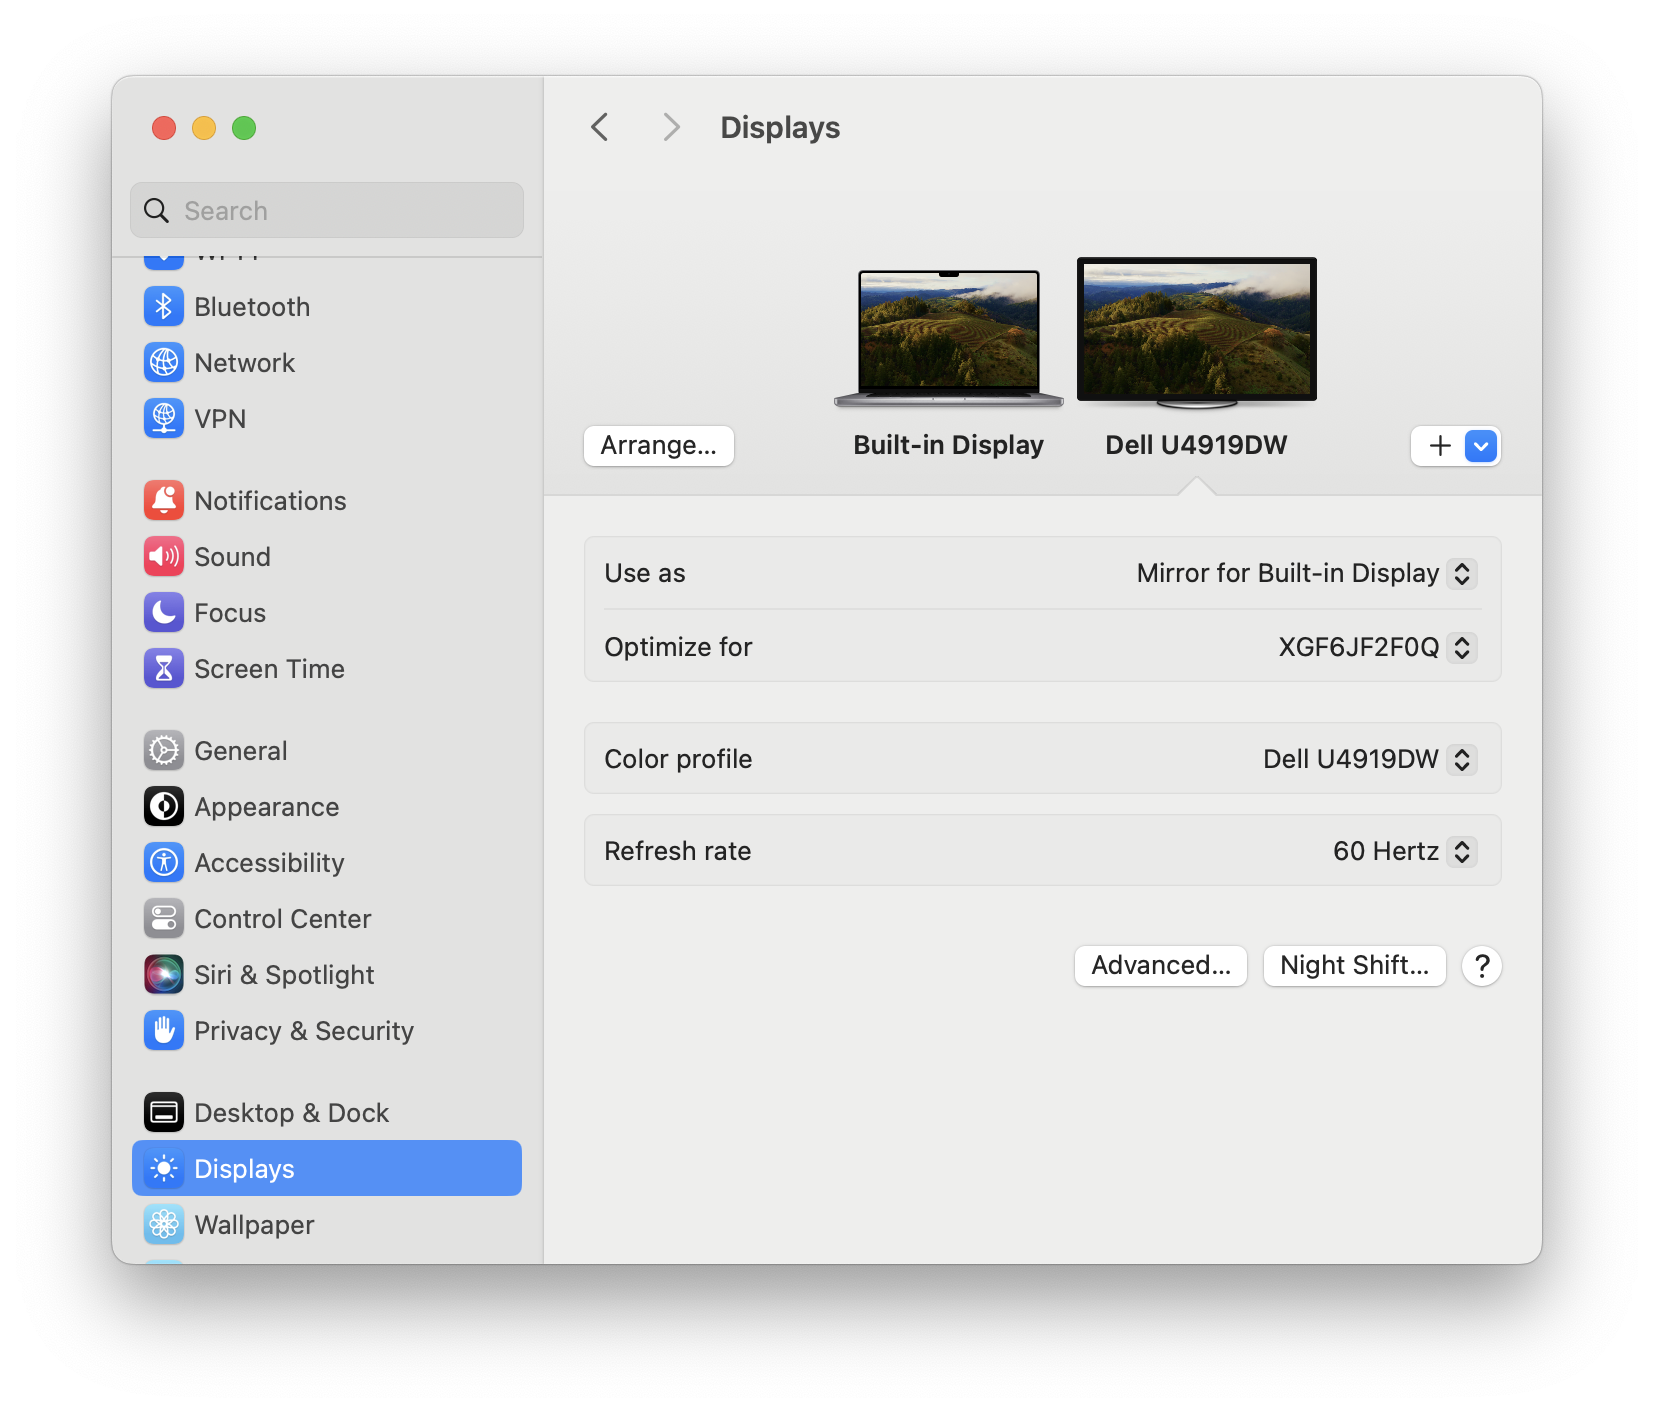 Displays
Search
Bluetooth
Network
VPN
Notifications
Sound
Focus
Screen Time
General
Appearance
Accessibility
Control Center
Siri & Spotlight
Privacy & Security
Desktop & Dock
Displays
Wallpaper
Arrange...
Built-in Display
Dell U4919DW
Use as Mirror for Built-in Display
Optimize for XGF6JF2F0Q
Color profile Dell U4919DW
Refresh rate 60 Hertz
Advanced... Night Shift... ?